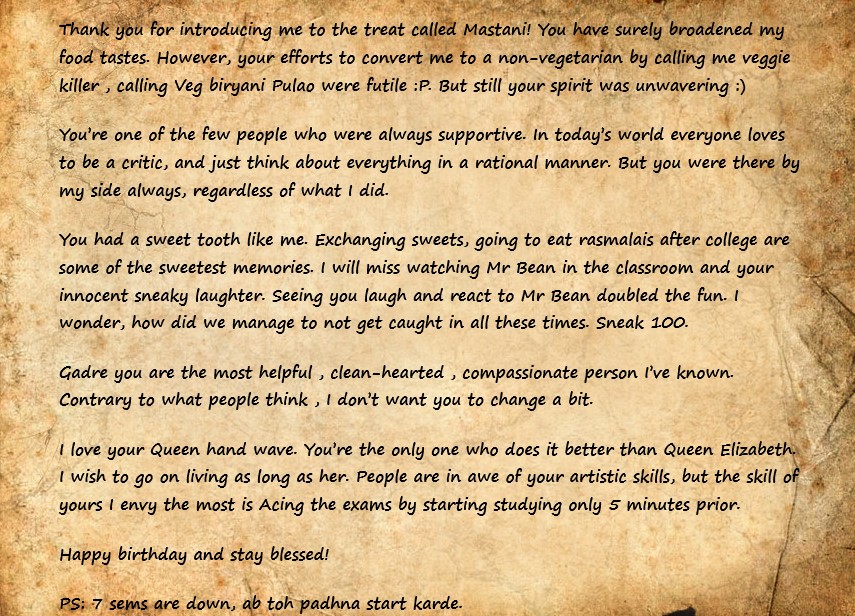 Thank you for introducing me to the treat called Mastani! You have surely broadened my
food tastes. However, your efforts to convert me to a non-vegetarian by calling me veggie
killer , calling Veg biryani Pulao were futile :P. But still your spirit was unwavering :)
You're one of the few people who were always supportive. In today's world everyone loves
to be a critic, and just think about everything in a rational manner. But you were there by
my side always, regardless of what I did.
You had a sweet tooth like me. Exchanging sweets, going to eat rasmalais after college are
some of the sweetest memories. I will miss watching Mr Bean in the classroom and your
innocent sneaky laughter. Seeing you laugh and react to Mr Bean doubled the fun. I
wonder, how did we manage to not get caught in all these times. Sneak 100.
Gadre you are the most helpful , clean-hearted , compassionate person I've known.
Contrary to what people think , I don't want you to change a bit.
I love your Queen hand wave. You're the only one who does it better than Queen Elizabeth.
I wish to go on living as long as her. People are in awe of your artistic skills, but the skill of
yours I envy the most is Acing the exams by starting studying only 5 minutes prior.
Happy birthday and stay blessed!
PS: 7 sems are down, ab toh padhna start karde.